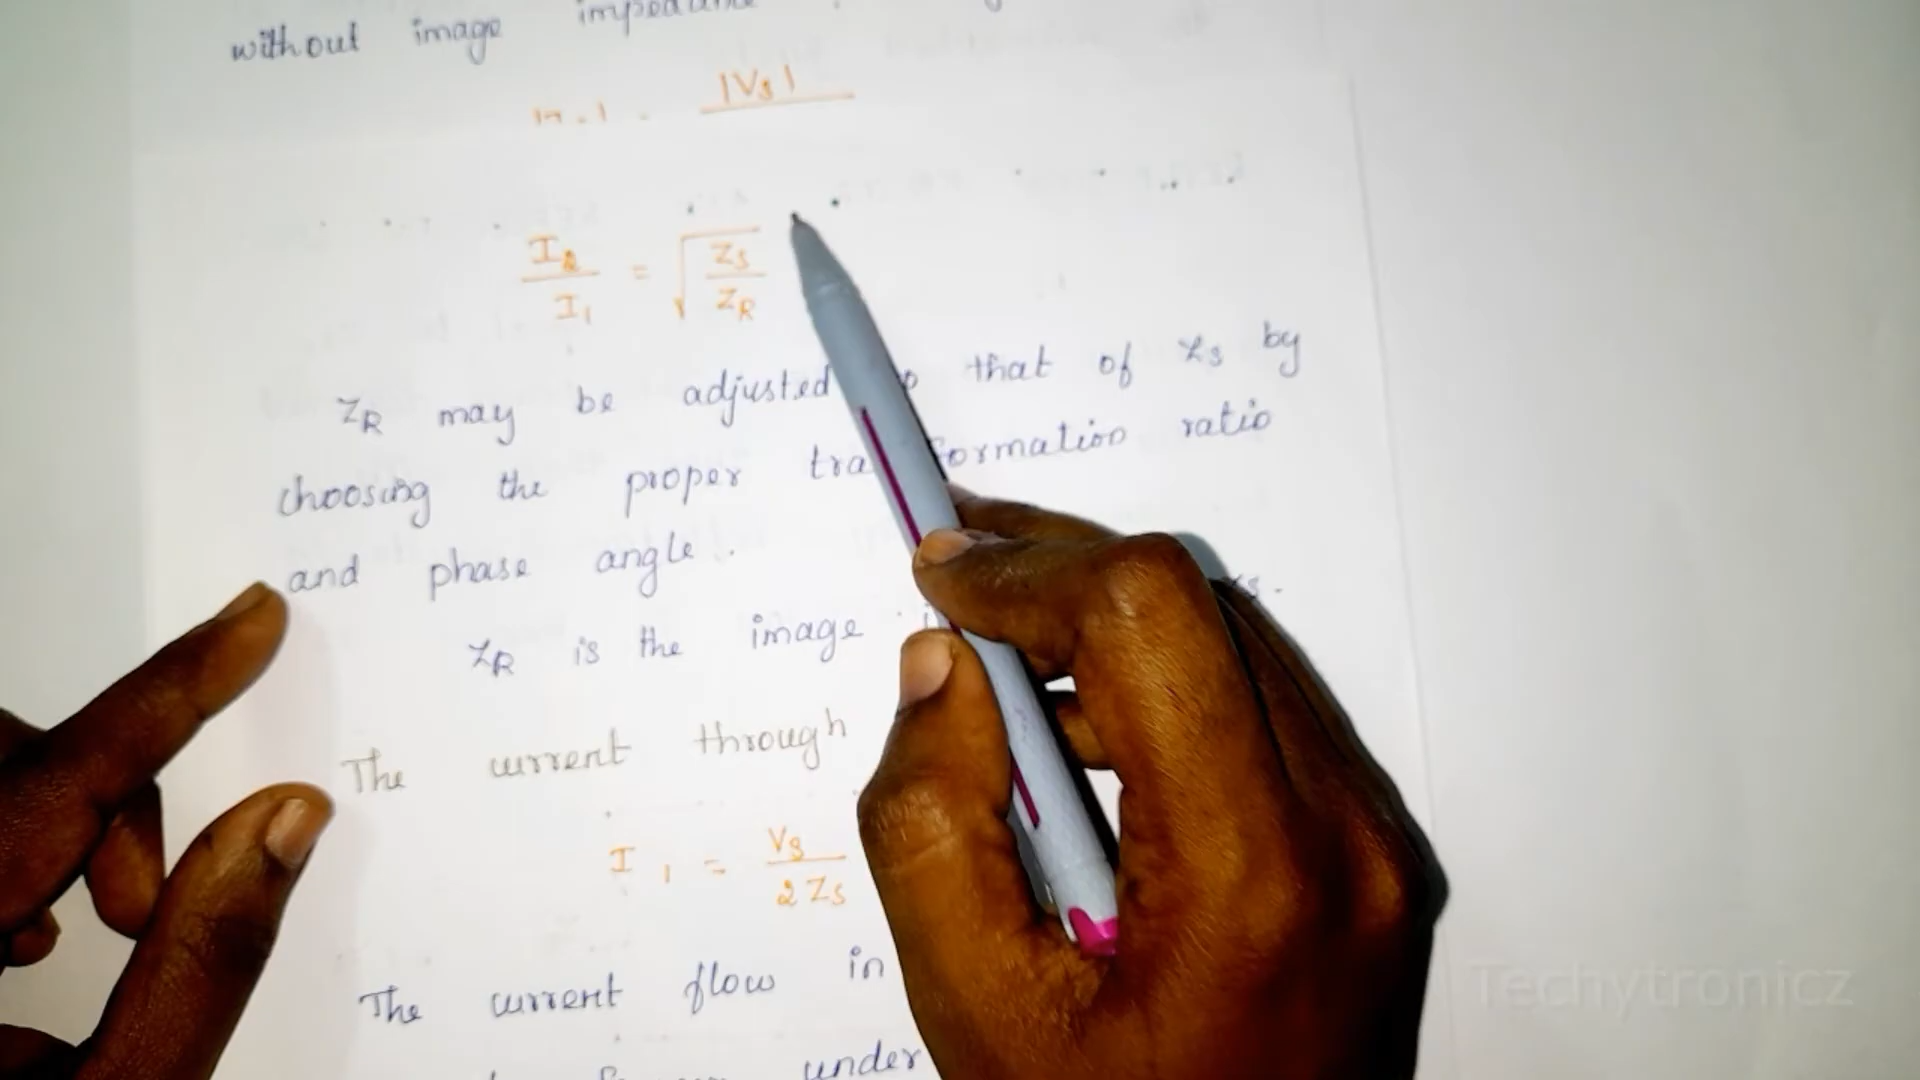 without image impedance
|Vs|
I2 / I1 = √ Zs / ZR
ZR may be adjusted that of Zs by
choosing the proper ratio
and phase angle.
ZR is the image
The current through
I1 = Vs / 2Zs
The current flow in
under
Techytronicz